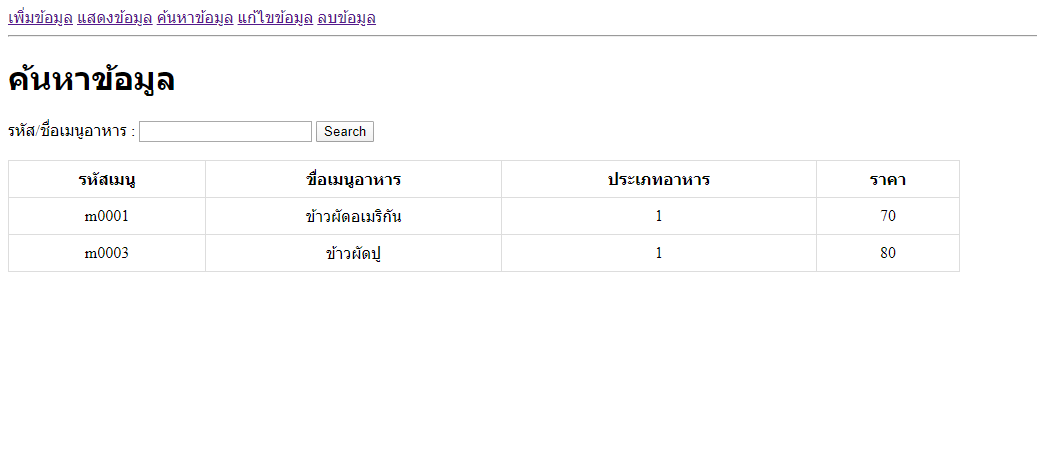 เพิ่มข้อมูล แสดงข้อมูล ค้นหาข้อมูล แก้ไขข้อมูล ลบข้อมูล
ค้นหาข้อมูล
รหัส/ชื่อเมนูอาหาร : Search
รหัสเมนู ชื่อเมนูอาหาร ประเภทอาหาร ราคา
m0001 ข้าวผัดอเมริกัน 1 70
m0003 ข้าวผัดปู 1 80